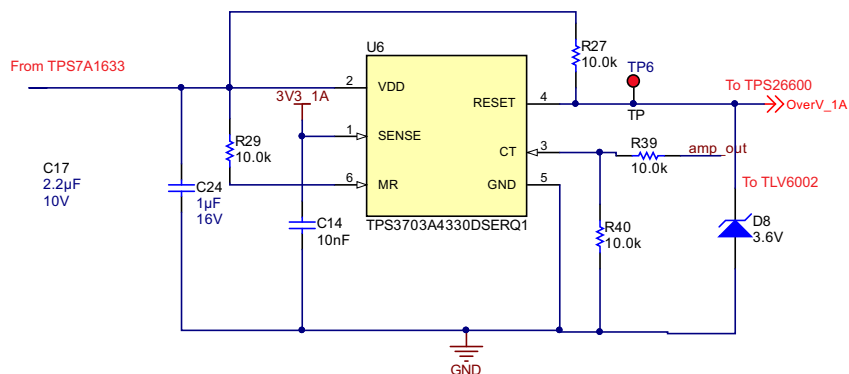 From TPS7A1633
C17
2.2µF
10V
C24
1µF
16V
R29
10.0k
3V3_1A
C14
10nF
U6
2
VDD
1
SENSE
6
MR
RESET
4
CT
3
GND
5
TPS3703A4330DSERQ1
R27
10.0k
TP6
TP
To TPS26600
OverV_1A
R39
10.0k
amp_out
To TLV6002
R40
10.0k
D8
3.6V
GND